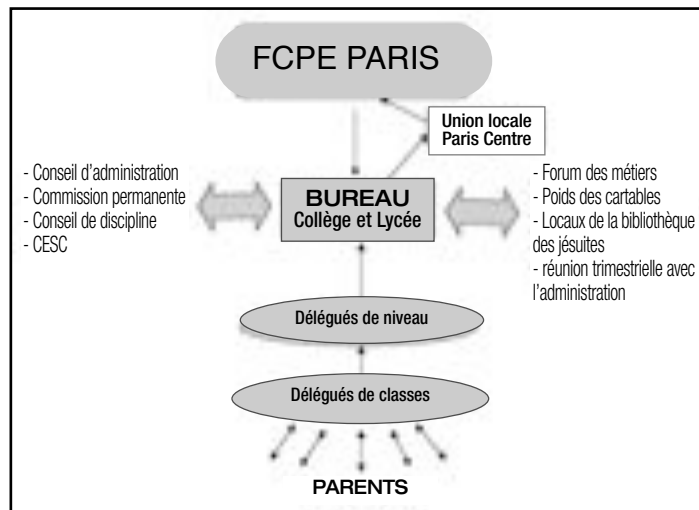 FCPE PARIS
Union locale
Paris Centre
- Conseil d'administration
- Commission permanente
- Conseil de discipline
- CESC
BUREAU
Collège et Lycée
- Forum des métiers
- Poids des cartables
- Locaux de la bibliothèque
des jésuites
- réunion trimestrielle avec
l'administration
Délégués de niveau
Délégués de classes
PARENTS